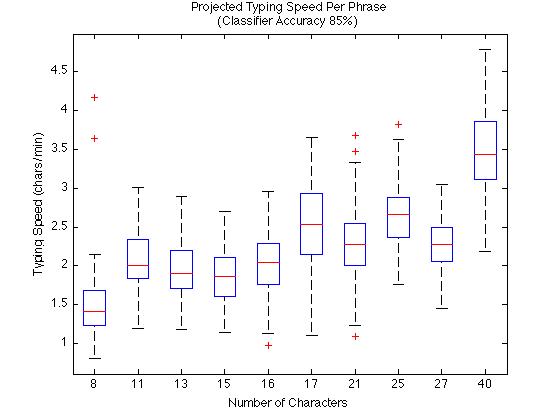 Projected Typing Speed Per Phrase
(Classifier Accuracy 85%)
4.5
4
3.5
3
2.5
2
1.5
1
Typing Speed (chars/min)
8 11 13 15 16 17 21 25 27 40
Number of Characters